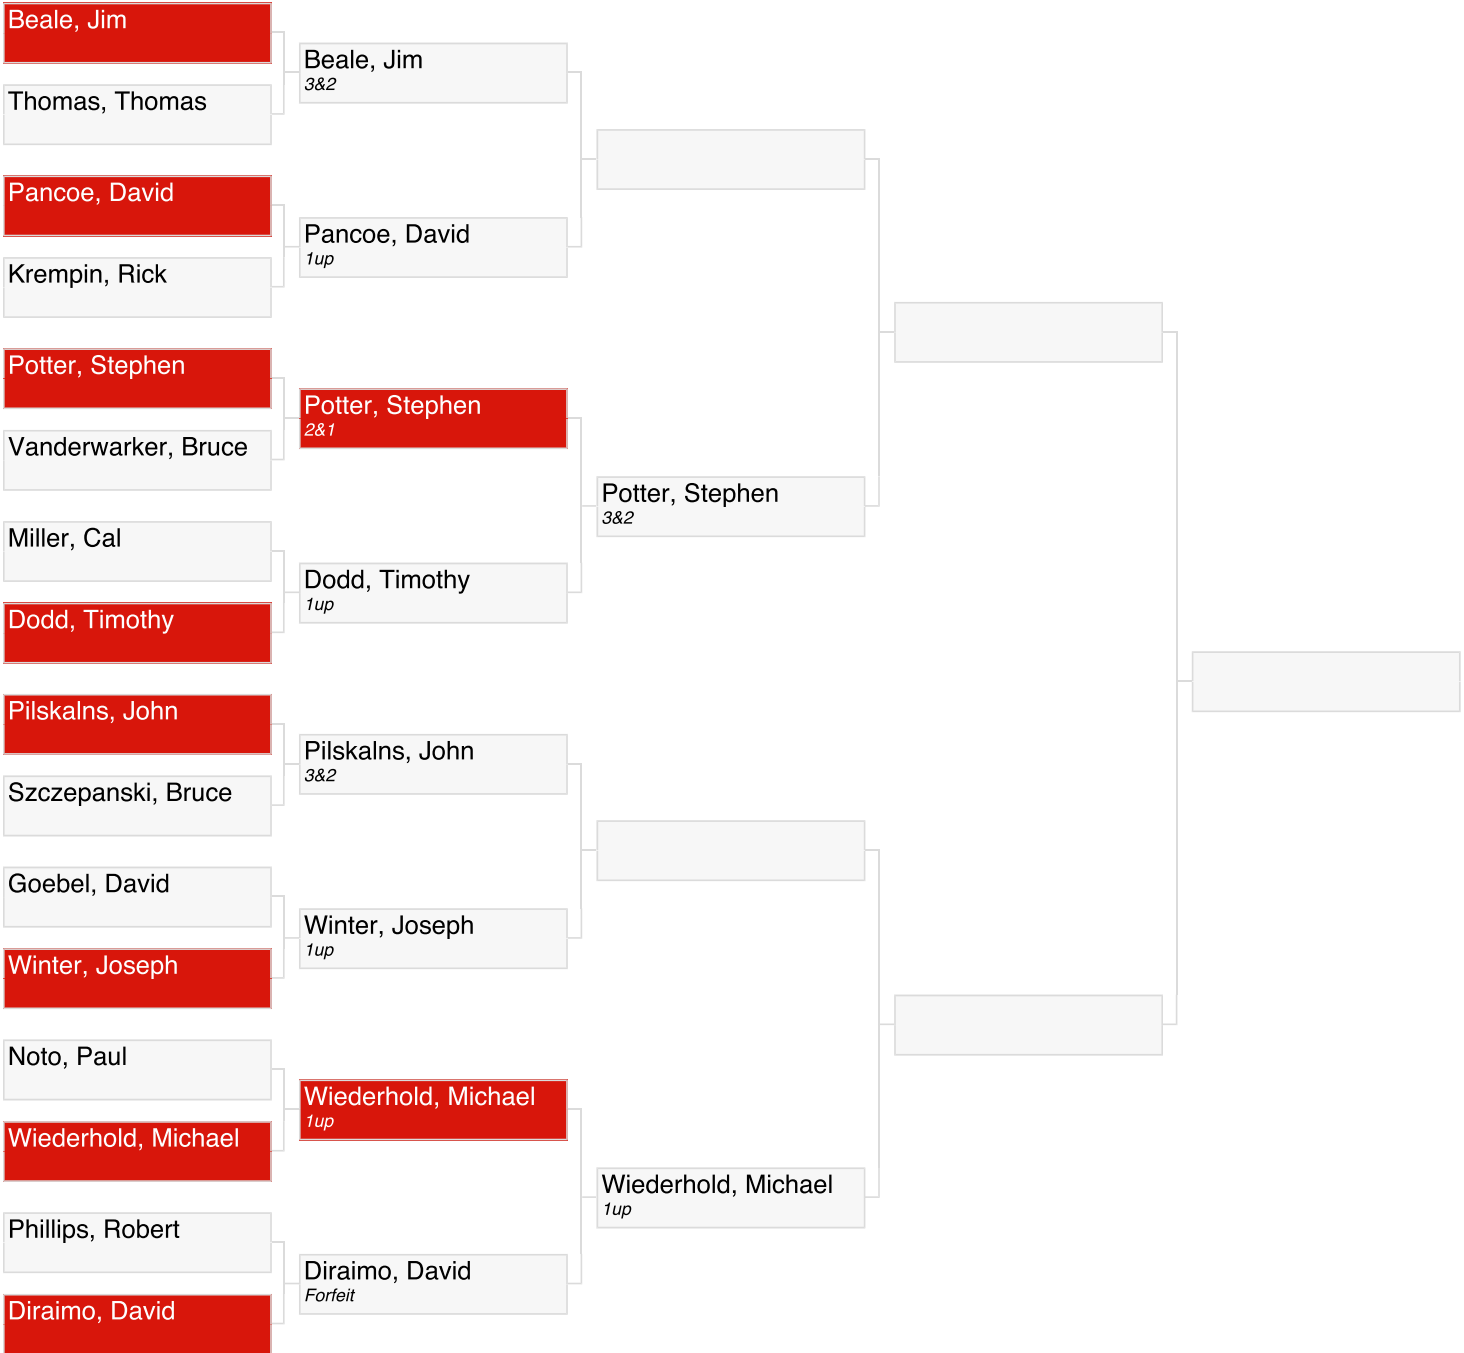 Beale, Jim
Thomas, Thomas
Pancoe, David
Krempin, Rick
Potter, Stephen
Vanderwarker, Bruce
Miller, Cal
Dodd, Timothy
Pilskalns, John
Szczepanski, Bruce
Goebel, David
Winter, Joseph
Noto, Paul
Wiederhold, Michael
Phillips, Robert
Diraimo, David
Beale, Jim
3&2
Pancoe, David
1up
Potter, Stephen
2&1
Dodd, Timothy
1up
Pilskalns, John
3&2
Winter, Joseph
1up
Wiederhold, Michael
1up
Diraimo, David
Forfeit
Potter, Stephen
3&2
Wiederhold, Michael
1up